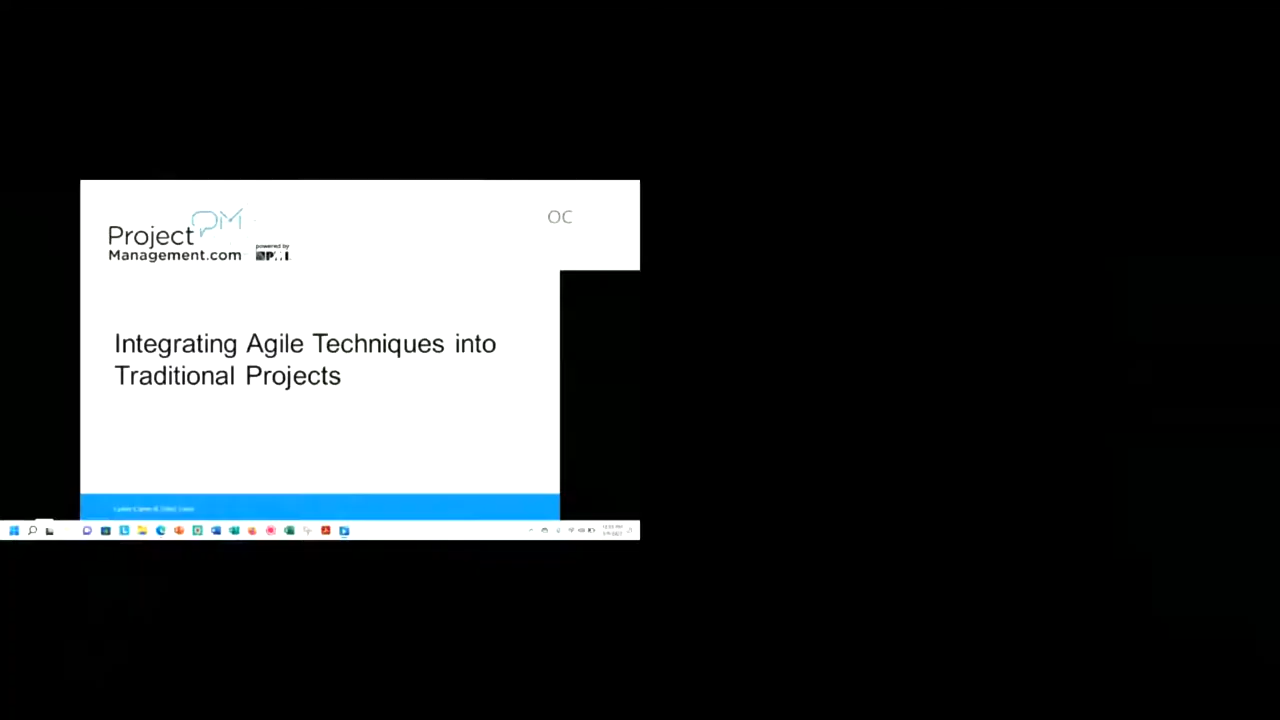 Project PM
Management.com
powered by
OC
Integrating Agile Techniques into
Traditional Projects